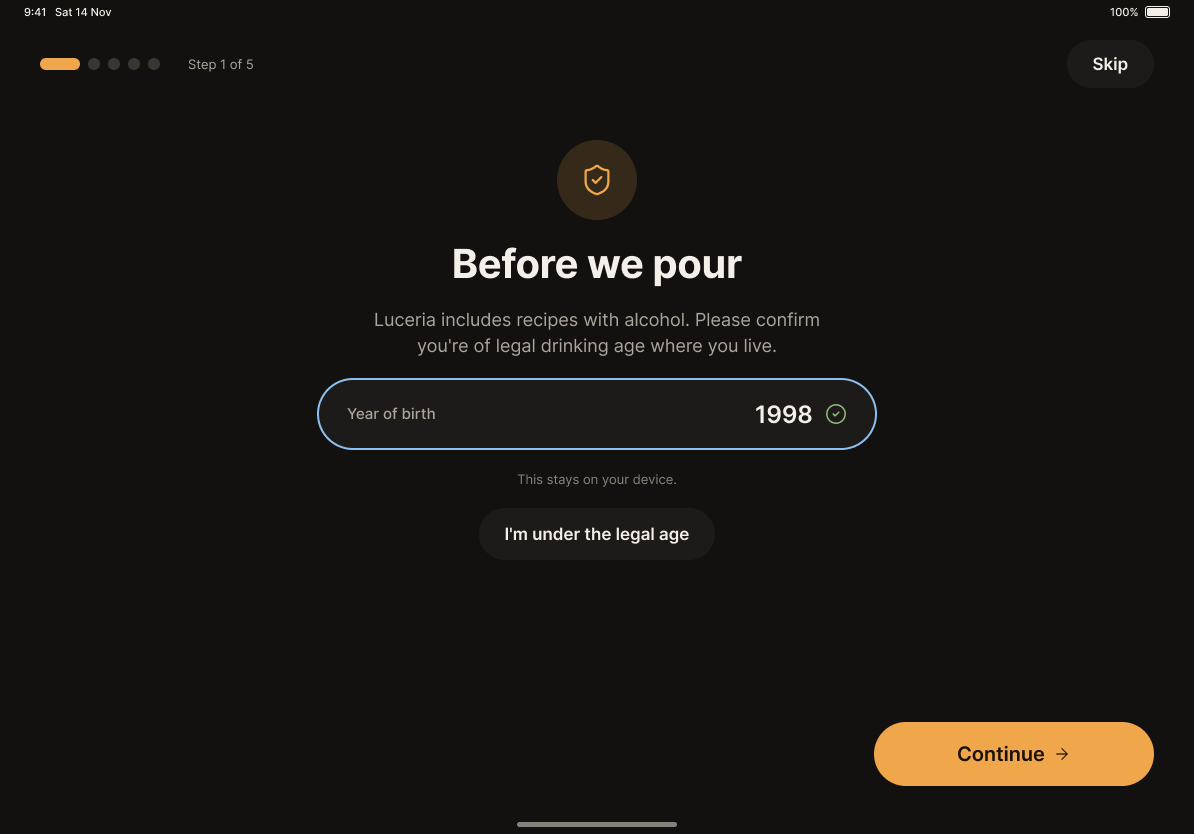 9:41 Sat 14 Nov
100%
Step 1 of 5
Skip
Before we pour
Luceria includes recipes with alcohol. Please confirm
you're of legal drinking age where you live.
Year of birth 1998
This stays on your device.
I'm under the legal age
Continue